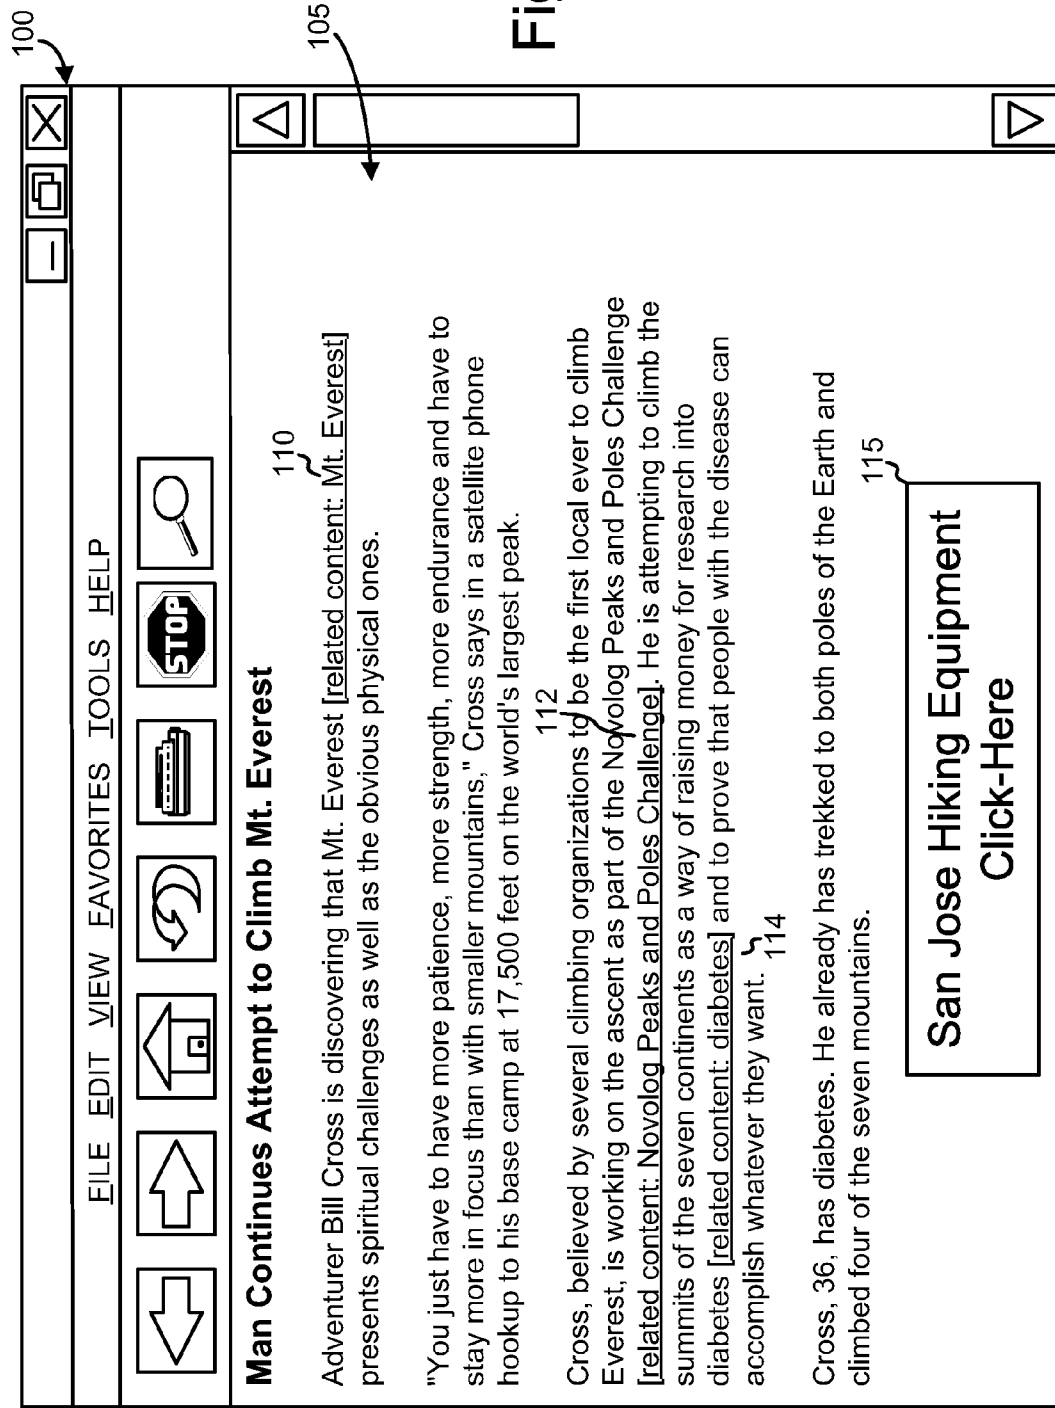 100
FILE EDIT VIEW FAVORITES TOOLS HELP
STOP
105
Fig
Man Continues Attempt to Climb Mt. Everest
110
Adventurer Bill Cross is discovering that Mt. Everest [related content: Mt. Everest]
presents spiritual challenges as well as the obvious physical ones.
"You just have to have more patience, more strength, more endurance and have to
stay more in focus than with smaller mountains," Cross says in a satellite phone
hookup to his base camp at 17,500 feet on the world's largest peak.
112
Cross, believed by several climbing organizations to be the first local ever to climb
Everest, is working on the ascent as part of the Novolog Peaks and Poles Challenge
[related content: Novolog Peaks and Poles Challenge]. He is attempting to climb the
summits of the seven continents as a way of raising money for research into
diabetes [related content: diabetes] and to prove that people with the disease can
accomplish whatever they want.
114
Cross, 36, has diabetes. He already has trekked to both poles of the Earth and
climbed four of the seven mountains.
115
San Jose Hiking Equipment
Click-Here